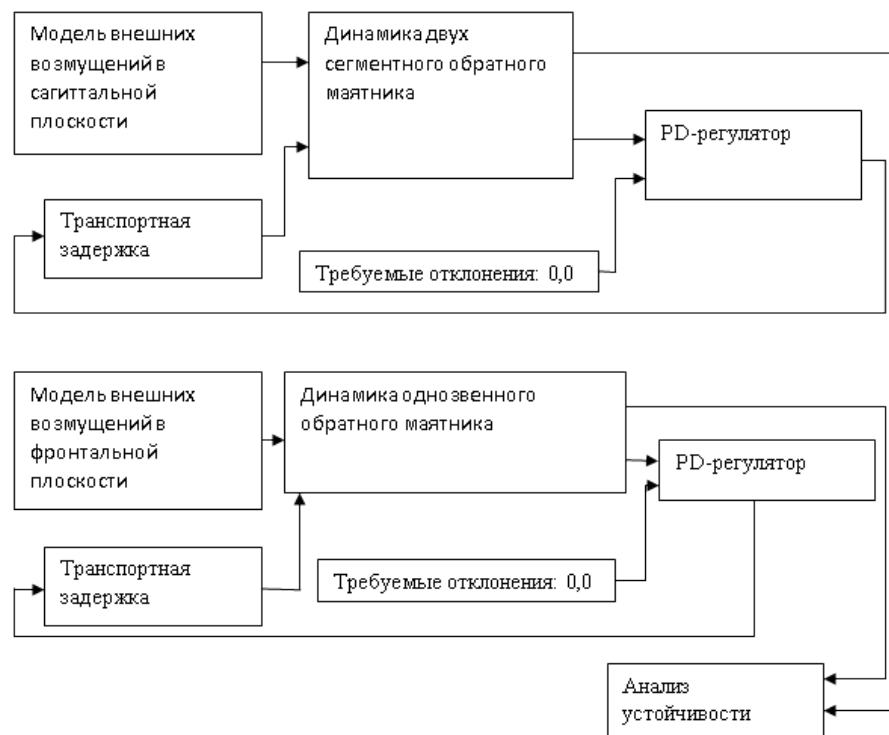 Модель внешних
возмущений в
сагиттальной
плоскости
Динамика двух
сегментного обратного
маятника
PD-регулятор
Транспортная
задержка
Требуемые отклонения: 0,0
Модель внешних
возмущений в
фронтальной
плоскости
Динамика однозвенного
обратного маятника
PD-регулятор
Транспортная
задержка
Требуемые отклонения: 0,0
Анализ
устойчивости